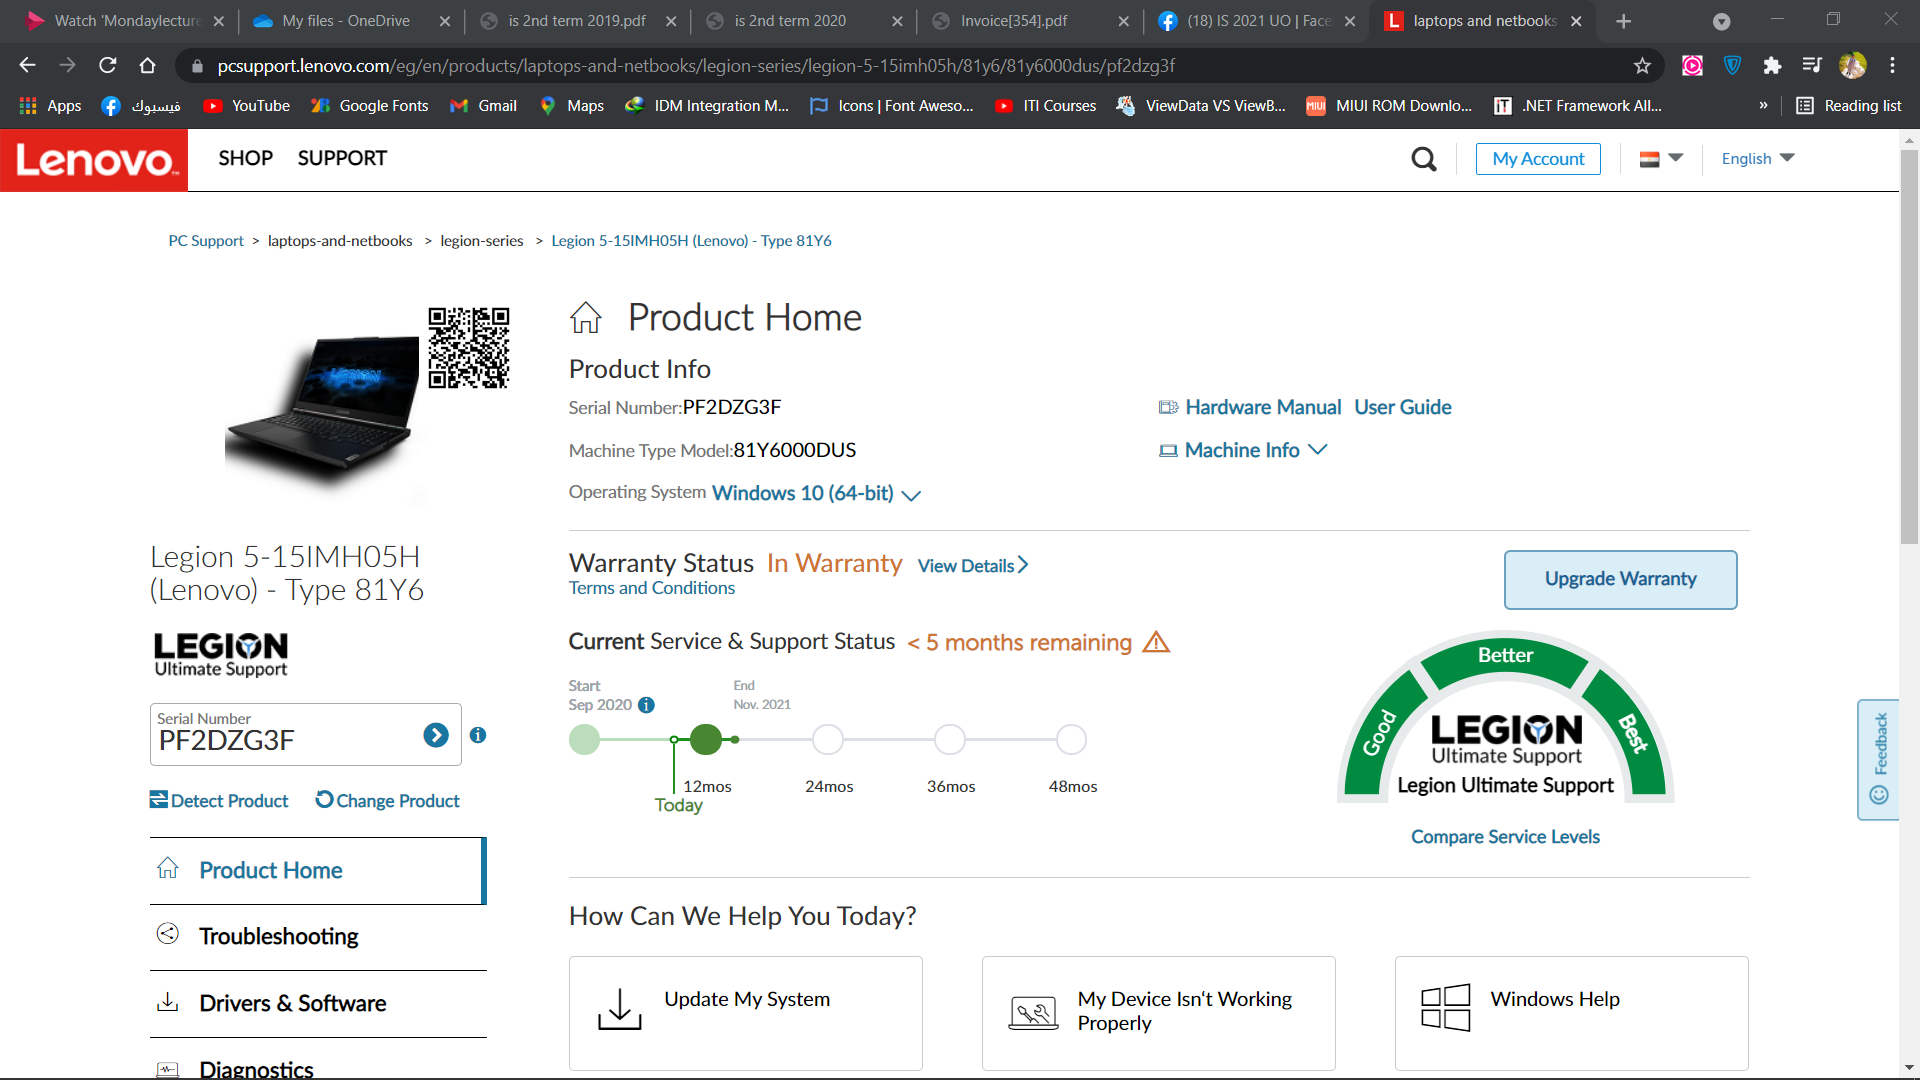 Watch 'Mondaylecture
My files - OneDrive
is 2nd term 2019.pdf
is 2nd term 2020
Invoice[354].pdf
(18) IS 2021 UO | Face
laptops and netbooks
pcsupport.lenovo.com/eg/en/products/laptops-and-netbooks/legion-series/legion-5-15imh05h/81y6/81y6000dus/pf2dzg3f
Apps
فيسبوك
YouTube
Google Fonts
Gmail
Maps
IDM Integration M...
Icons | Font Aweso...
ITI Courses
ViewData VS ViewB...
MIUI ROM Downlo...
.NET Framework All...
»
Reading list
Lenovo
SHOP SUPPORT
My Account
English
PC Support > laptops-and-netbooks > legion-series > Legion 5-15IMH05H (Lenovo) - Type 81Y6
LEGION
Legion 5-15IMH05H
(Lenovo) - Type 81Y6
LEGION
Ultimate Support
Serial Number
PF2DZG3F
Detect Product Change Product
Product Home
Troubleshooting
Drivers & Software
Diagnostics
Product Home
Product Info
Serial Number:PF2DZG3F
Hardware Manual User Guide
Machine Type Model:81Y6000DUS
Machine Info
Operating System Windows 10 (64-bit)
Warranty Status In Warranty View Details
Terms and Conditions
Upgrade Warranty
Current Service & Support Status < 5 months remaining
Start
Sep 2020
End
Nov. 2021
12mos
24mos
36mos
48mos
Today
Good
Better
Best
LEGION
Ultimate Support
Legion Ultimate Support
Compare Service Levels
Feedback
How Can We Help You Today?
Update My System
My Device Isn't Working
Properly
Windows Help